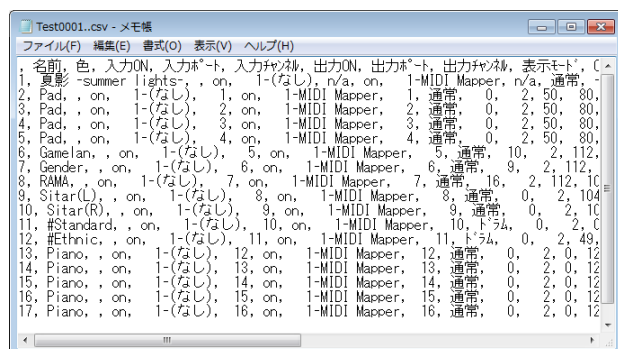 Test0001..csv - メモ帳
ファイル(F) 編集(E) 書式(O) 表示(V) ヘルプ(H)
, 名前, 色, 入力ON, 入力ﾎﾟｰﾄ, 入力ﾁｬﾝﾈﾙ, 出力ON, 出力ﾎﾟｰﾄ, 出力ﾁｬﾝﾈﾙ, 表示ﾓｰﾄﾞ,
1, 夏影 -summer lights-, , on, 1-(なし), n/a, on, 1-MIDI Mapper, n/a, 通常, -
2, Pad, , on, 1-(なし), 1, on, 1-MIDI Mapper, 1, 通常, 0, 2, 50, 80,
3, Pad, , on, 1-(なし), 2, on, 1-MIDI Mapper, 2, 通常, 0, 2, 50, 80,
4, Pad, , on, 1-(なし), 3, on, 1-MIDI Mapper, 3, 通常, 0, 2, 50, 80,
5, Pad, , on, 1-(なし), 4, on, 1-MIDI Mapper, 4, 通常, 0, 2, 50, 80,
6, Gamelan, , on, 1-(なし), 5, on, 1-MIDI Mapper, 5, 通常, 10, 2, 112,
7, Gender, , on, 1-(なし), 6, on, 1-MIDI Mapper, 6, 通常, 9, 2, 112,
8, RAMA, , on, 1-(なし), 7, on, 1-MIDI Mapper, 7, 通常, 16, 2, 112, 10
9, Sitar(L), , on, 1-(なし), 8, on, 1-MIDI Mapper, 8, 通常, 0, 2, 104
10, Sitar(R), , on, 1-(なし), 9, on, 1-MIDI Mapper, 9, 通常, 0, 2, 10
11, #Standard, , on, 1-(なし), 10, on, 1-MIDI Mapper, 10, ﾄﾞﾗﾑ, 0, 2, 0
12, #Ethnic, , on, 1-(なし), 11, on, 1-MIDI Mapper, 11, ﾄﾞﾗﾑ, 0, 2, 49,
13, Piano, , on, 1-(なし), 12, on, 1-MIDI Mapper, 12, 通常, 0, 2, 0, 12
14, Piano, , on, 1-(なし), 13, on, 1-MIDI Mapper, 13, 通常, 0, 2, 0, 12
15, Piano, , on, 1-(なし), 14, on, 1-MIDI Mapper, 14, 通常, 0, 2, 0, 12
16, Piano, , on, 1-(なし), 15, on, 1-MIDI Mapper, 15, 通常, 0, 2, 0, 12
17, Piano, , on, 1-(なし), 16, on, 1-MIDI Mapper, 16, 通常, 0, 2, 0, 12